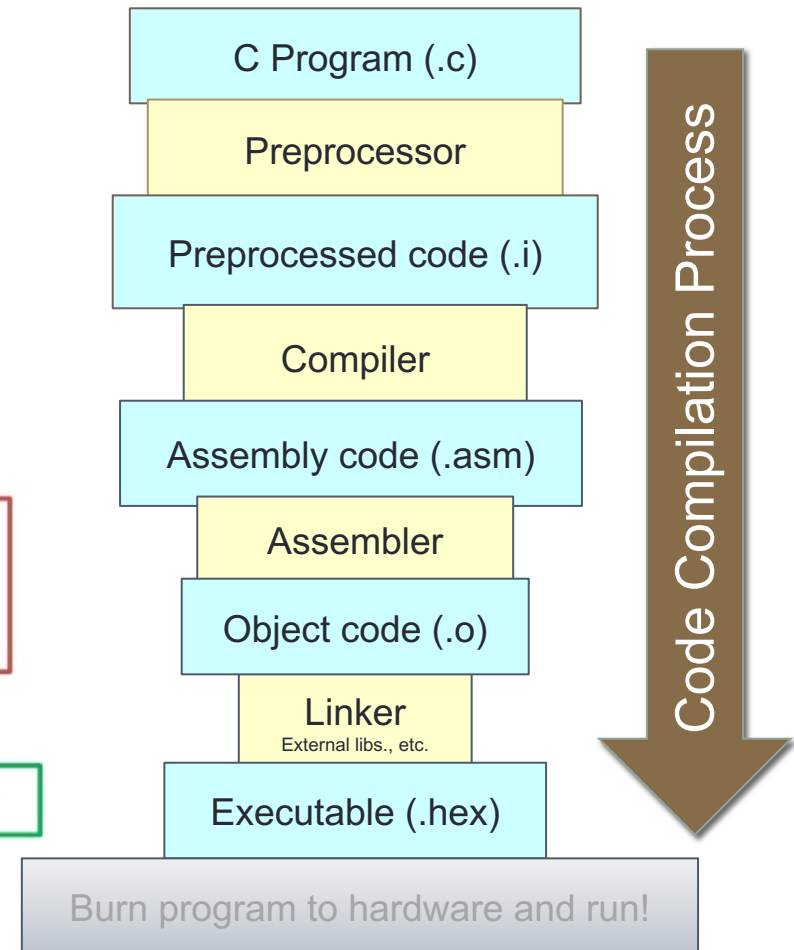 C Program (.c)
Preprocessor
Preprocessed code (.i)
Compiler
Assembly code (.asm)
Assembler
Object code (.o)
Linker
External libs., etc.
Executable (.hex)
Burn program to hardware and run!
Code Compilation Process